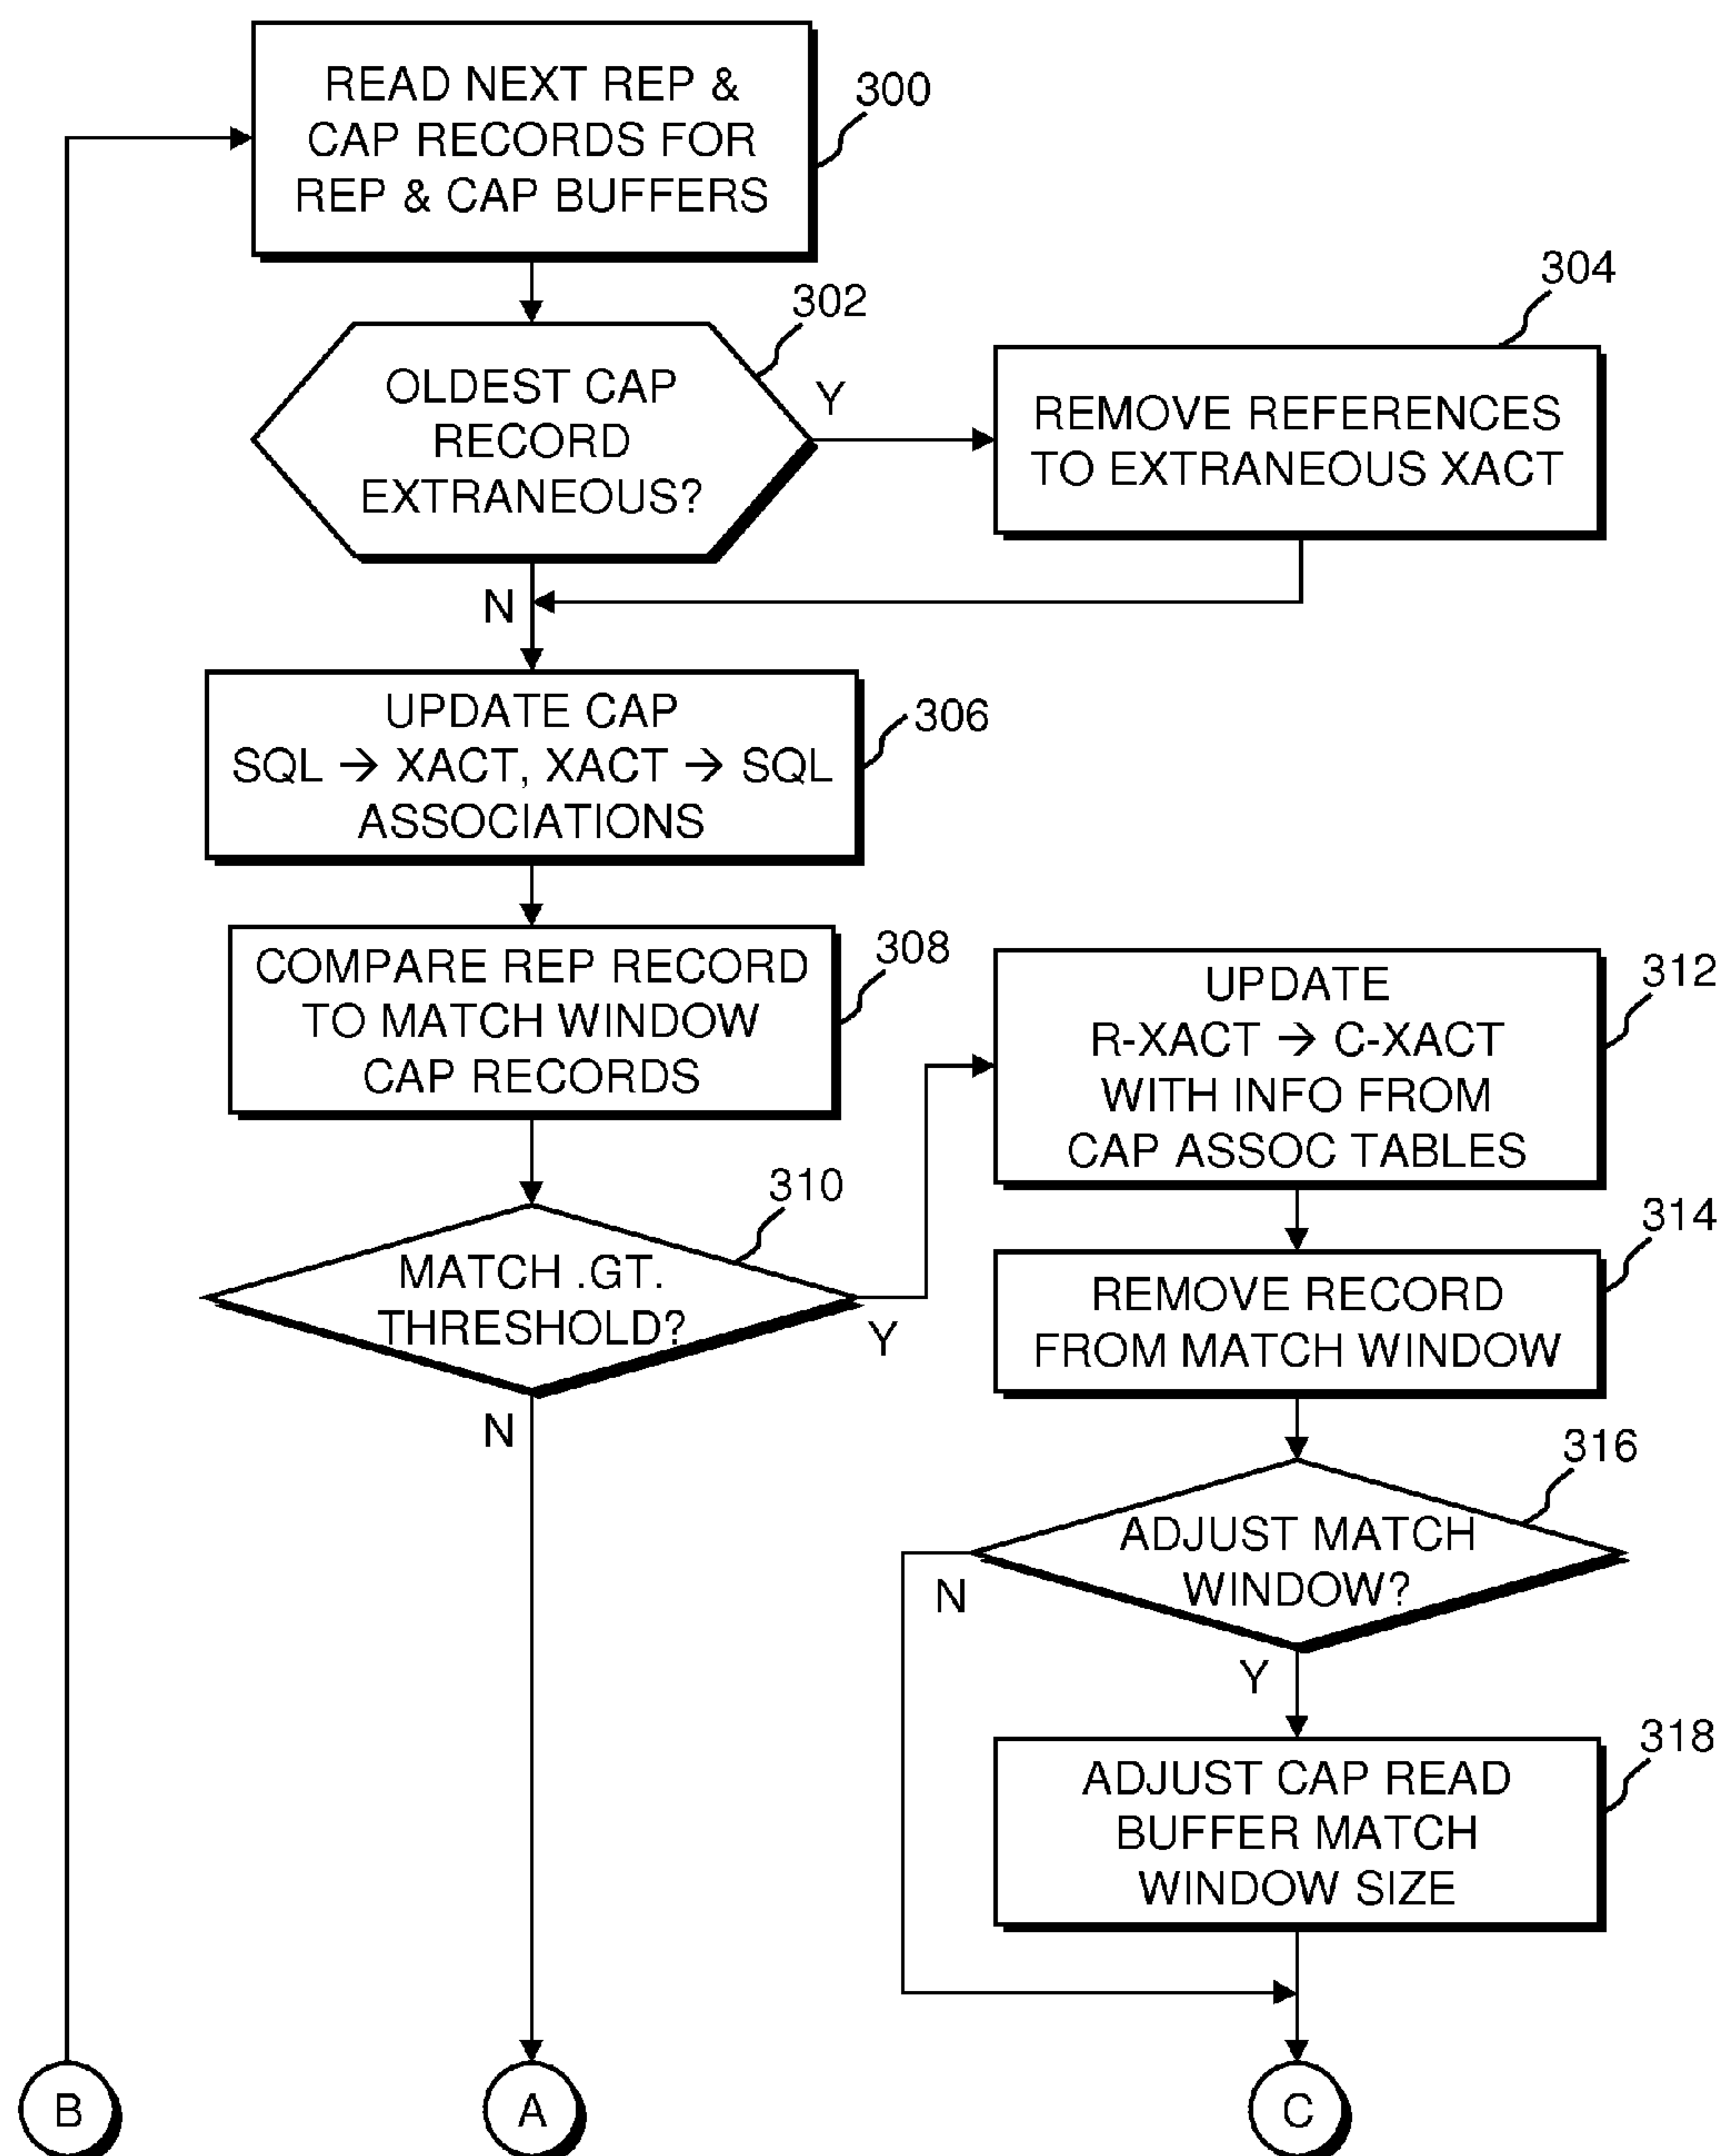 READ NEXT REP &
CAP RECORDS FOR
REP & CAP BUFFERS
300
302
OLDEST CAP
RECORD
EXTRANEOUS?
Y
N
304
REMOVE REFERENCES
TO EXTRANEOUS XACT
UPDATE CAP
SQL → XACT, XACT → SQL
ASSOCIATIONS
306
COMPARE REP RECORD
TO MATCH WINDOW
CAP RECORDS
308
310
MATCH .GT.
THRESHOLD?
Y
N
UPDATE
R-XACT → C-XACT
WITH INFO FROM
CAP ASSOC TABLES
312
314
REMOVE RECORD
FROM MATCH WINDOW
316
ADJUST MATCH
WINDOW?
N
Y
318
ADJUST CAP READ
BUFFER MATCH
WINDOW SIZE
B
A
C